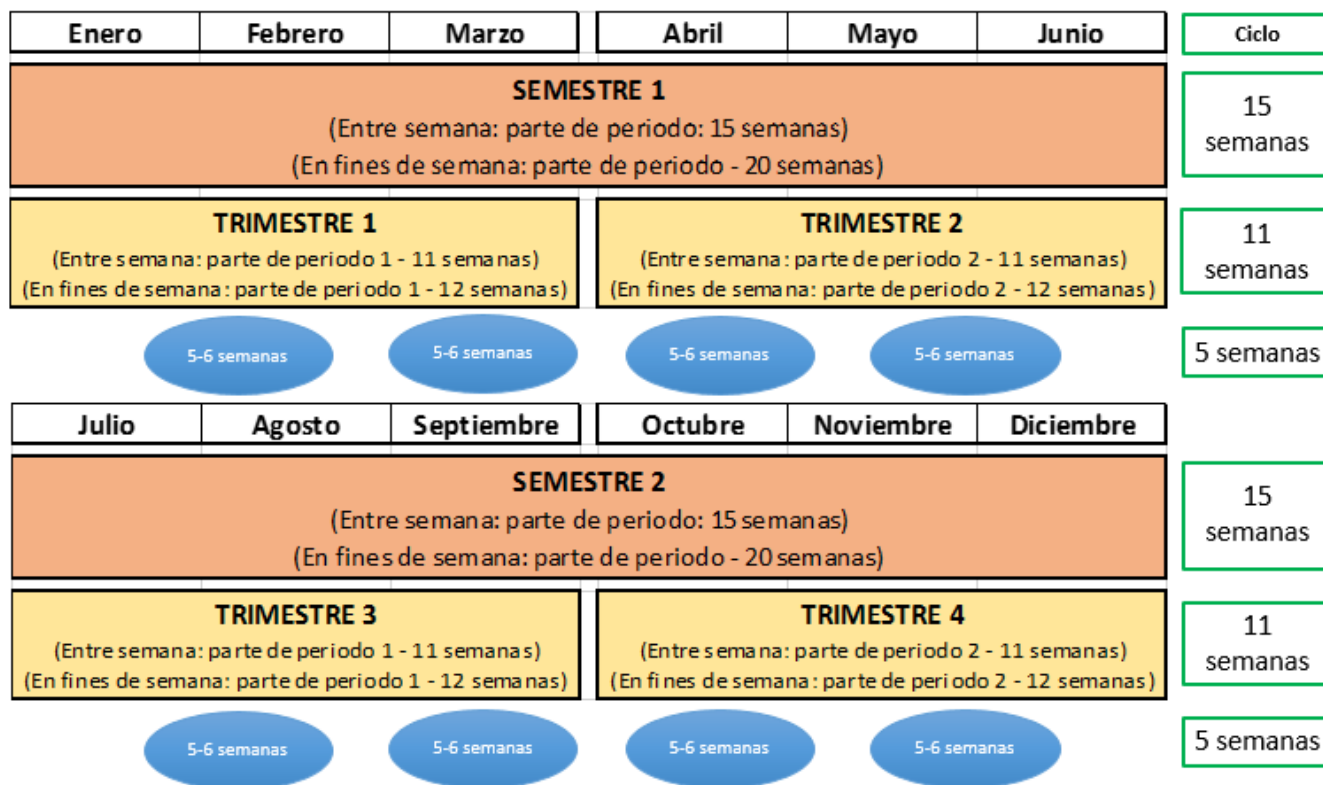 Enero Febrero Marzo Abril Mayo Junio Ciclo
SEMESTRE 1
(Entre semana: parte de periodo: 15 semanas)
(En fines de semana: parte de periodo - 20 semanas)
15
semanas
TRIMESTRE 1
(Entre semana: parte de periodo 1 - 11 semanas)
(En fines de semana: parte de periodo 1 - 12 semanas)
TRIMESTRE 2
(Entre semana: parte de periodo 2 - 11 semanas)
(En fines de semana: parte de periodo 2 - 12 semanas)
11
semanas
5-6 semanas 5-6 semanas 5-6 semanas 5-6 semanas 5 semanas
Julio Agosto Septiembre Octubre Noviembre Diciembre
SEMESTRE 2
(Entre semana: parte de periodo: 15 semanas)
(En fines de semana: parte de periodo - 20 semanas)
15
semanas
TRIMESTRE 3
(Entre semana: parte de periodo 1 - 11 semanas)
(En fines de semana: parte de periodo 1 - 12 semanas)
TRIMESTRE 4
(Entre semana: parte de periodo 2 - 11 semanas)
(En fines de semana: parte de periodo 2 - 12 semanas)
11
semanas
5-6 semanas 5-6 semanas 5-6 semanas 5-6 semanas 5 semanas